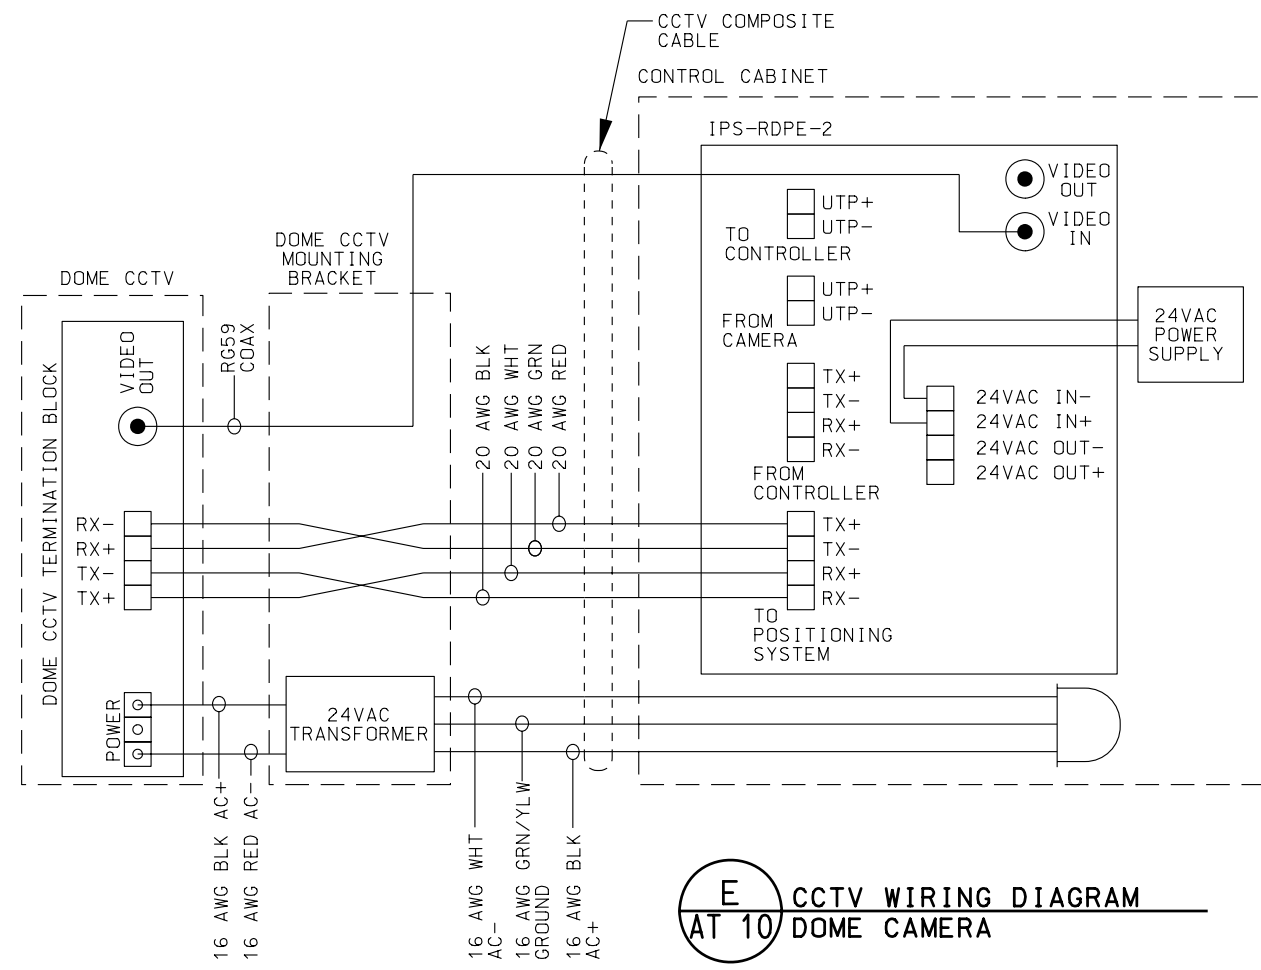 CCTV COMPOSITE
CABLE
CONTROL CABINET
IPS-RDPE-2
VIDEO
OUT
VIDEO
IN
UTP+
UTP-
TO
CONTROLLER
UTP+
UTP-
FROM
CAMERA
TX+
TX-
RX+
RX-
FROM
CONTROLLER
TX+
TX-
RX+
RX-
TO
POSITIONING
SYSTEM
24VAC
POWER
SUPPLY
24VAC IN-
24VAC IN+
24VAC OUT-
24VAC OUT+
DOME CCTV
MOUNTING
BRACKET
DOME CCTV
DOME CCTV TERMINATION BLOCK
VIDEO
OUT
RG59
COAX
20 AWG BLK
20 AWG WHT
20 AWG GRN
20 AWG RED
RX-
RX+
TX-
TX+
POWER
24VAC
TRANSFORMER
16 AWG BLK AC+
16 AWG RED AC-
16 AWG WHT
AC-
16 AWG GRN/YLW
GROUND
16 AWG BLK
AC+
E
AT 10
CCTV WIRING DIAGRAM
DOME CAMERA